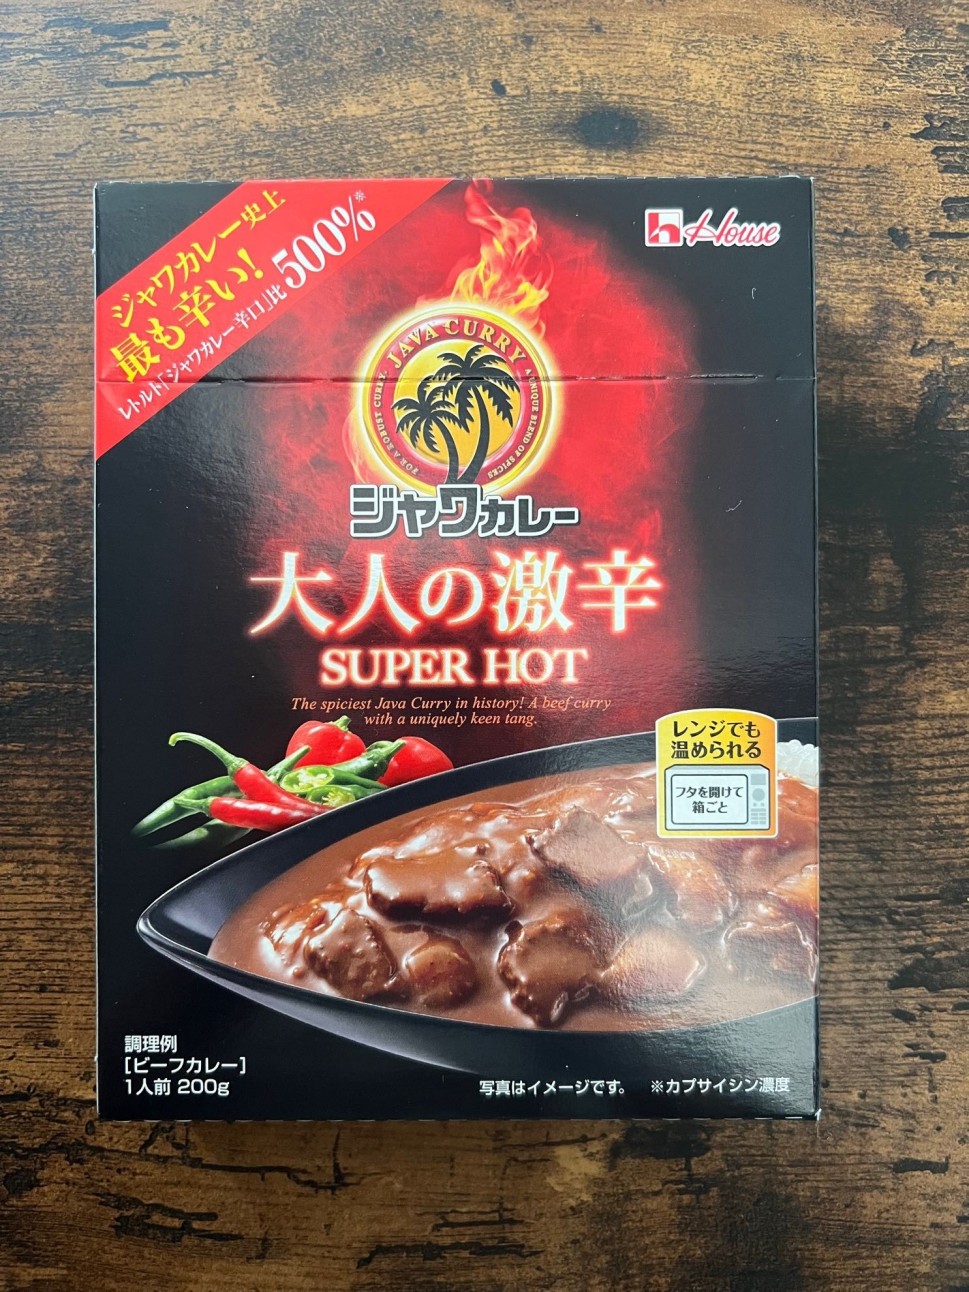 ジャワカレー史上
最も辛い!
レトルト「ジャワカレー辛口」比500%※
House
JAVA CURRY
FOR A ROBUST CURRY. A UNIQUE BLEND OF SPICES
ジャワカレー
大人の激辛
SUPER HOT
The spiciest Java Curry in history! A beef curry
with a uniquely keen tang.
レンジでも
温められる
フタを開けて
箱ごと
調理例
[ビーフカレー]
1人前 200g
写真はイメージです。 ※カプサイシン濃度